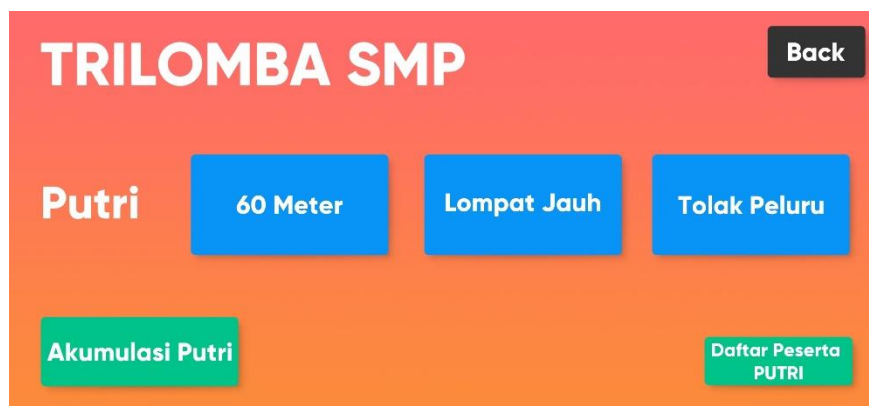 TRILOMBA SMP
Back
Putri
60 Meter
Lompat Jauh
Tolak Peluru
Akumulasi Putri
Daftar Peserta
PUTRI